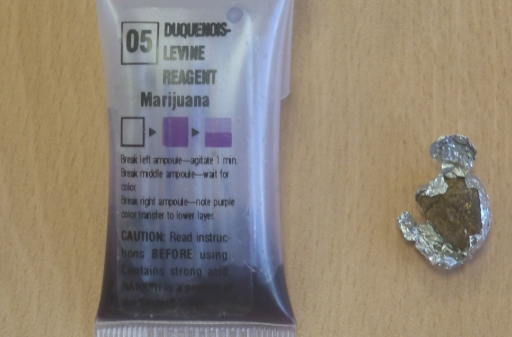 05
DUQUENOIS-
LEVINE
REAGENT
Marijuana
Break left ampoule—agitate 1 min.
Break middle ampoule—wait for
color.
Break right ampoule—note purple
color transfer to lower layer.
CAUTION: Read instruc-
tions BEFORE using
Contains strong acid
is a